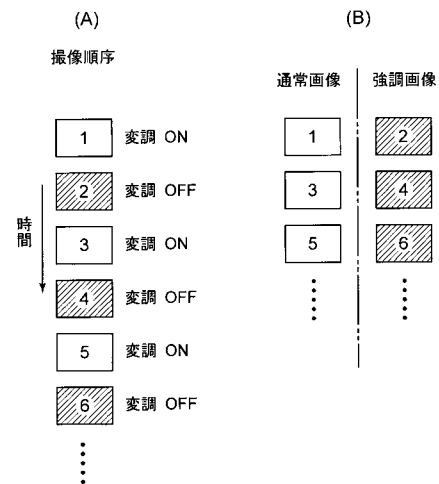 (A)
撮像順序
1 変調 ON
2 変調 OFF
3 変調 ON
4 変調 OFF
5 変調 ON
6 変調 OFF
時間
(B)
通常画像 強調画像
1 2
3 4
5 6